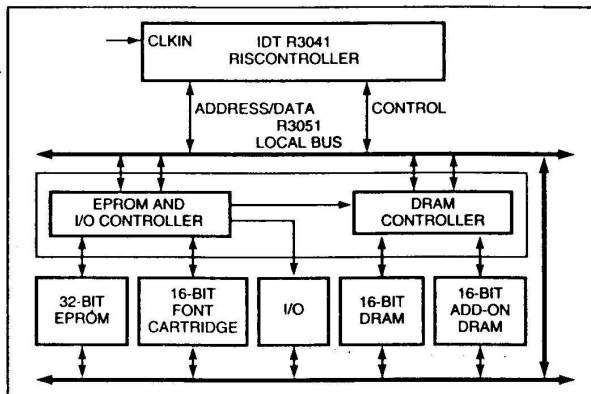 CLKIN
IDT R3041
RISCONTROLLER
ADDRESS/DATA
CONTROL
R3051
LOCAL BUS
EPROM AND
I/O CONTROLLER
DRAM
CONTROLLER
32-BIT
EPROM
16-BIT
FONT
CARTRIDGE
I/O
16-BIT
DRAM
16-BIT
ADD-ON
DRAM